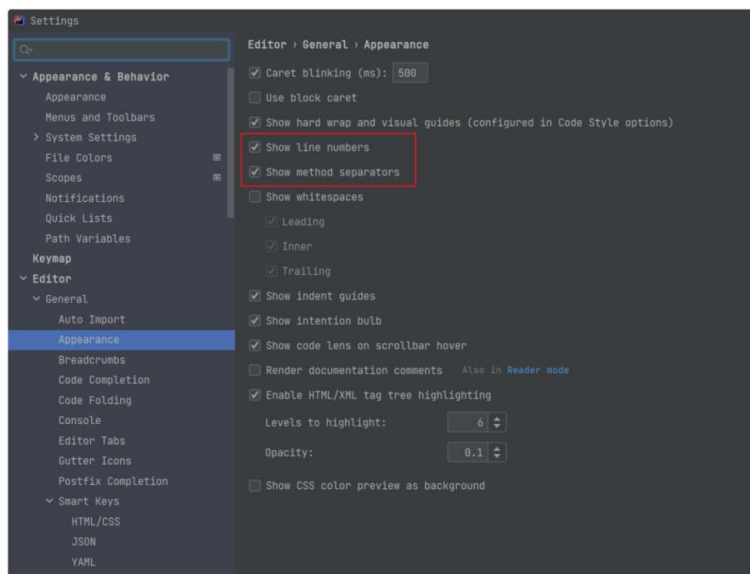 Settings
Appearance & Behavior
Appearance
Menus and Toolbars
System Settings
File Colors
Scopes
Notifications
Quick Lists
Path Variables
Keymap
Editor
General
Auto Import
Appearance
Breadcrumbs
Code Completion
Code Folding
Console
Editor Tabs
Gutter Icons
Postfix Completion
Smart Keys
HTML/CSS
JSON
YAML
Editor › General › Appearance
Caret blinking (ms): 500
Use block caret
Show hard wrap and visual guides (configured in Code Style options)
Show line numbers
Show method separators
Show whitespaces
Leading
Inner
Trailing
Show indent guides
Show intention bulb
Show code lens on scrollbar hover
Render documentation comments Also in Reader mode
Enable HTML/XML tag tree highlighting
Levels to highlight: 6
Opacity: 0.1
Show CSS color preview as background